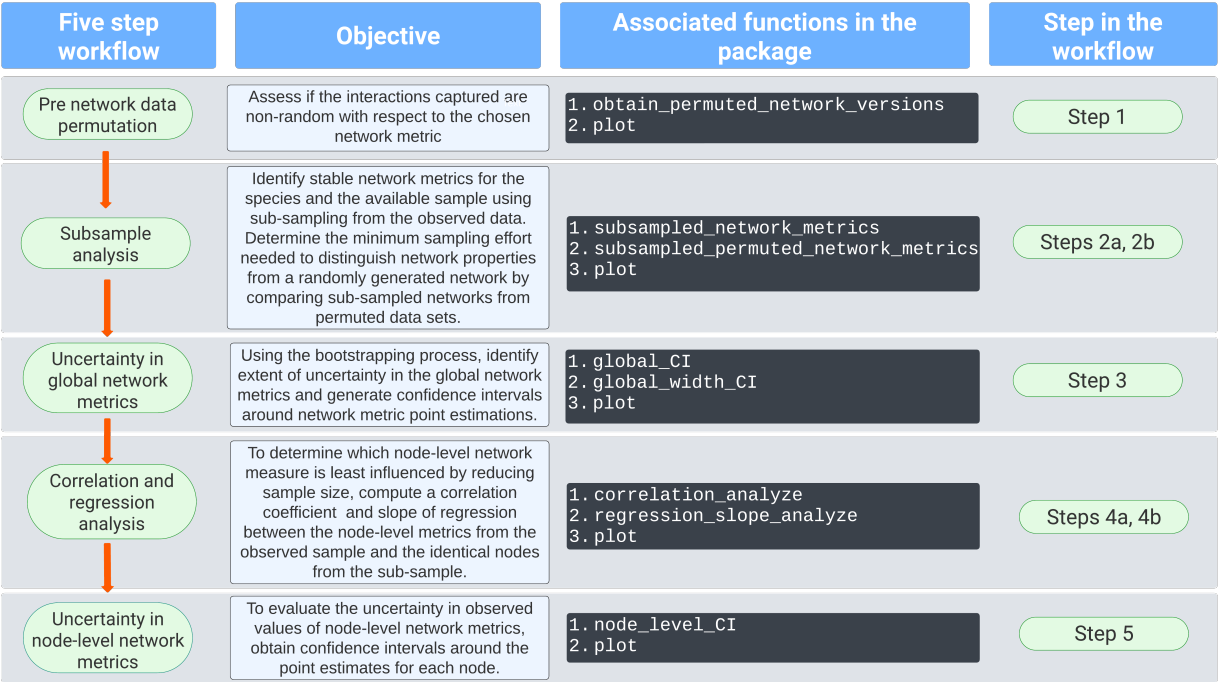 Five step
workflow
Objective
Associated functions in the
package
Step in the
workflow
Pre network data
permutation
Assess if the interactions captured are
non-random with respect to the chosen
network metric
1. obtain_permuted_network_versions
2. plot
Step 1
Subsample
analysis
Identify stable network metrics for the
species and the available sample using
sub-sampling from the observed data.
Determine the minimum sampling effort
needed to distinguish network properties
from a randomly generated network by
comparing sub-sampled networks from
permuted data sets.
1. subsampled_network_metrics
2. subsampled_permuted_network_metrics
3. plot
Steps 2a, 2b
Uncertainty in
global network
metrics
Using the bootstrapping process, identify
extent of uncertainty in the global network
metrics and generate confidence intervals
around network metric point estimations.
1. global_CI
2. global_width_CI
3. plot
Step 3
Correlation and
regression
analysis
To determine which node-level network
measure is least influenced by reducing
sample size, compute a correlation
coefficient and slope of regression
between the node-level metrics from the
observed sample and the identical nodes
from the sub-sample.
1. correlation_analyze
2. regression_slope_analyze
3. plot
Steps 4a, 4b
Uncertainty in
node-level network
metrics
To evaluate the uncertainty in observed
values of node-level network metrics,
obtain confidence intervals around the
point estimates for each node.
1. node_level_CI
2. plot
Step 5